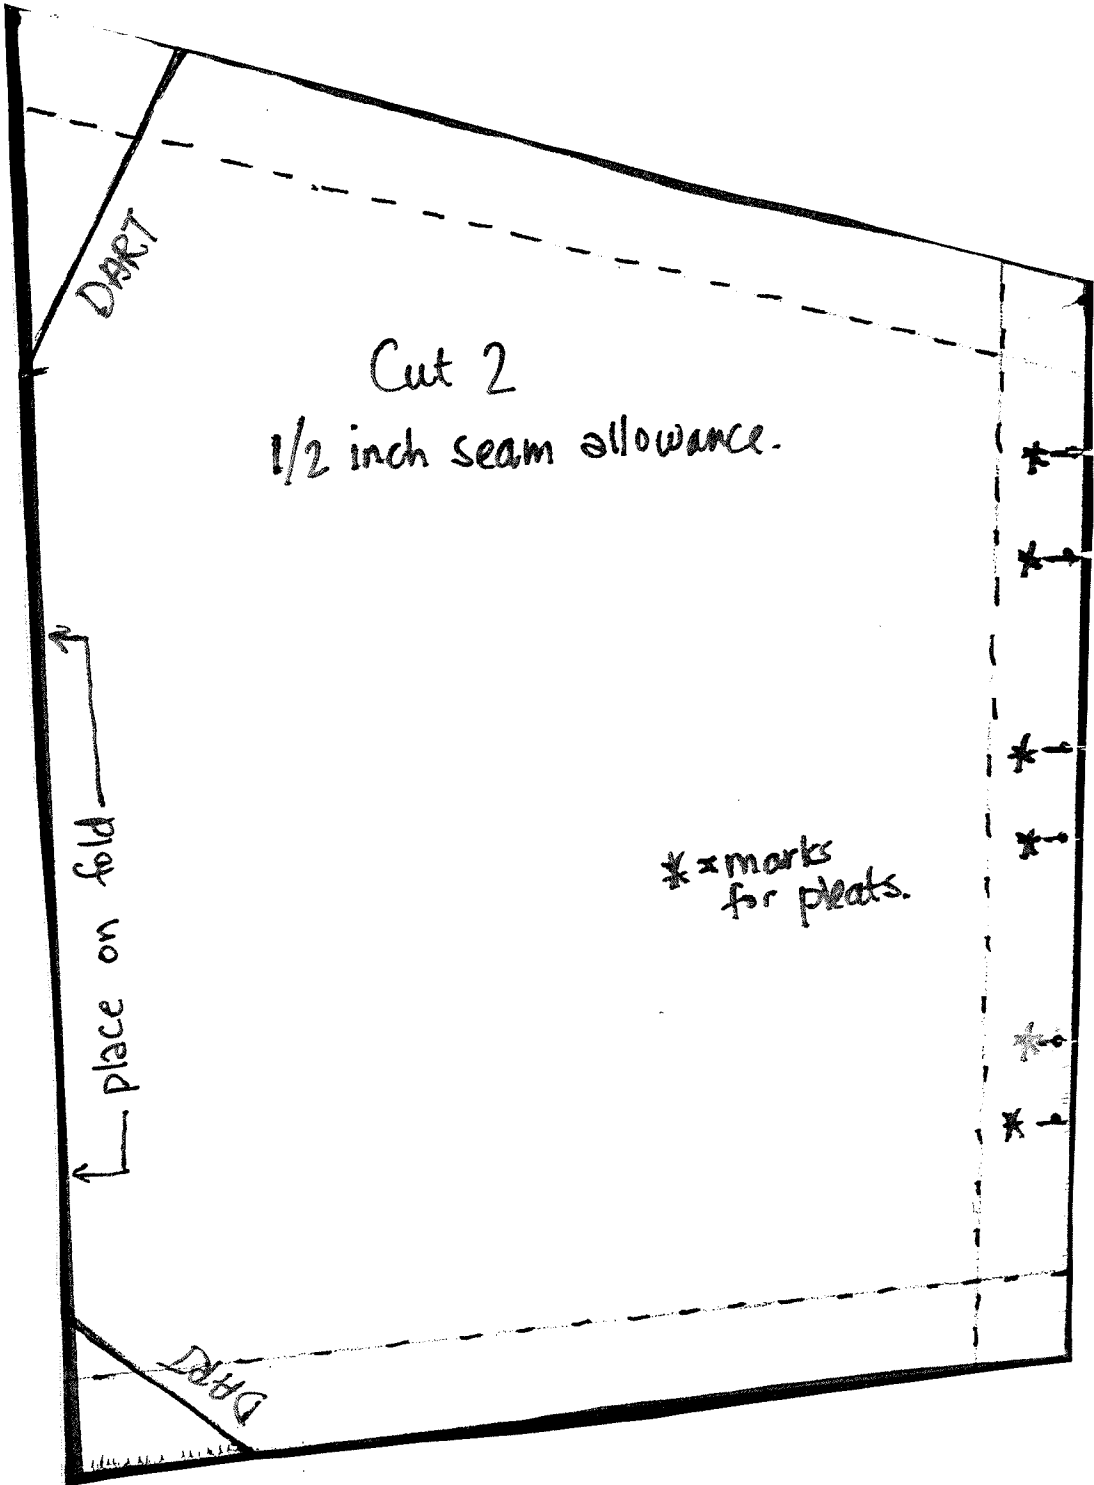 DART
Cut 2
1/2 inch seam allowance.
*
*
place on fold
*
*
* = marks
for pleats.
*
*
DART